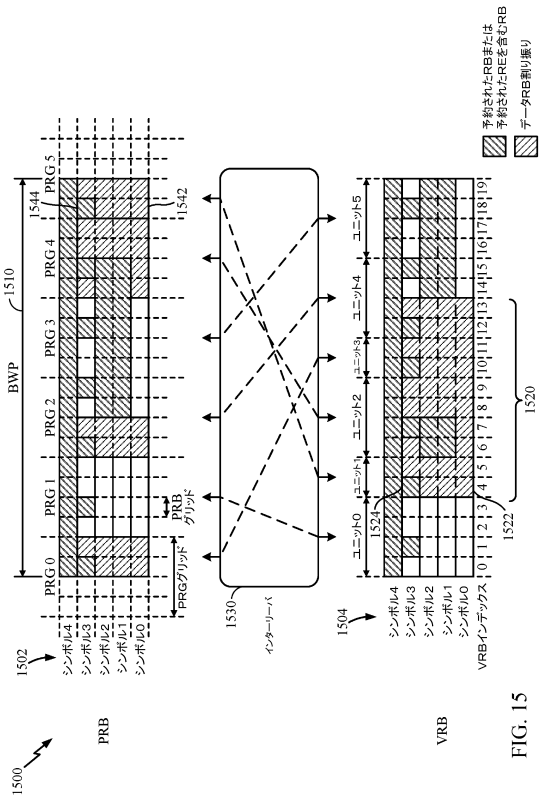 1500
1502
PRB
シンボル4
シンボル3
シンボル2
シンボル1
シンボル0
BWP
1510
PRG 0
PRG 1
PRG 2
PRG 3
PRG 4
PRG 5
1544
1542
PRGグリッド
PRB
グリッド
1530
インターリーバ
1504
VRB
シンボル4
シンボル3
シンボル2
シンボル1
シンボル0
VRBインデックス
ユニット0
ユニット1
ユニット2
ユニット3
ユニット4
ユニット5
1524
1522
0 1 2 3 4 5 6 7 8 9 10 11 12 13 14 15 16 17 18 19
1520
予約されたRBまたは
予約されたREを含むRB
データRB割り振り
FIG. 15